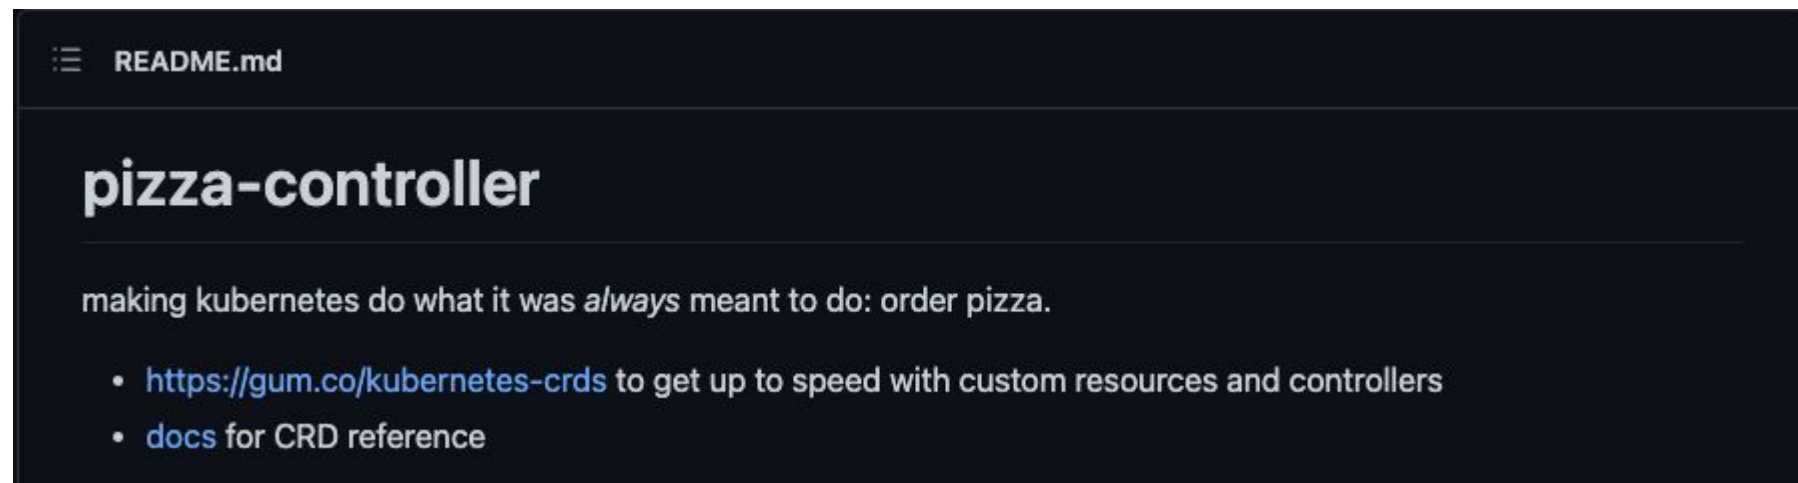 README.md
pizza-controller
making kubernetes do what it was always meant to do: order pizza.
• https://gum.co/kubernetes-crds to get up to speed with custom resources and controllers
• docs for CRD reference